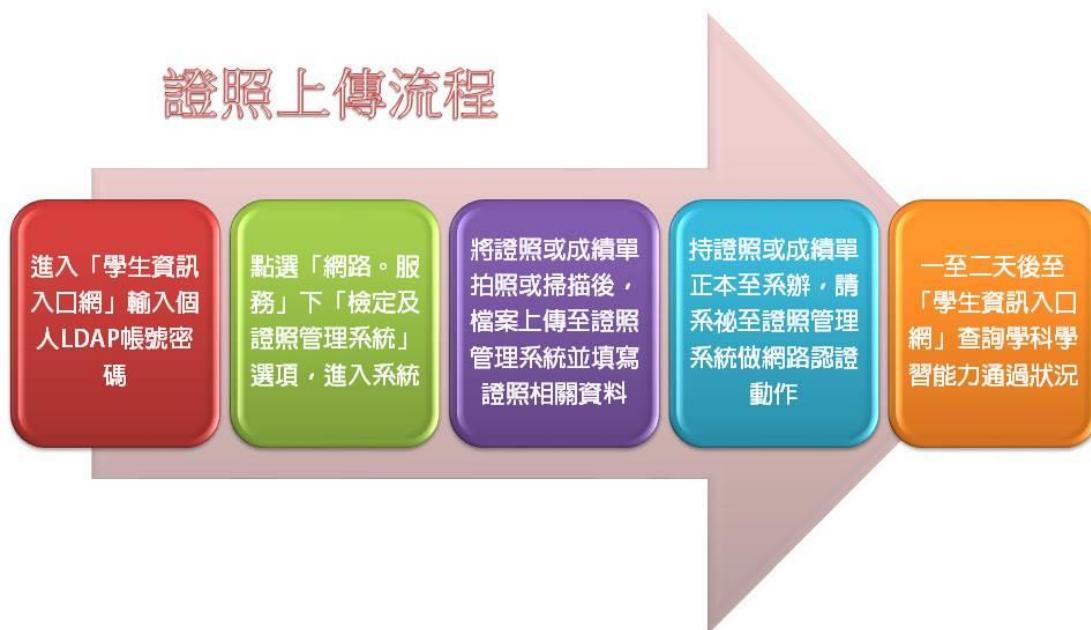 證照上傳流程
進入「學生資訊
入口網」輸入個
人LDAP帳號密
碼
點選「網路。服
務」下「檢定及
證照管理系統」
選項，進入系統
將證照或成績單
拍照或掃描後，
檔案上傳至證照
管理系統並填寫
證照相關資料
持證照或成績單
正本至系辦，請
系祕至證照管理
系統做網路認證
動作
一至二天後至
「學生資訊入口
網」查詢學科學
習能力通過狀況